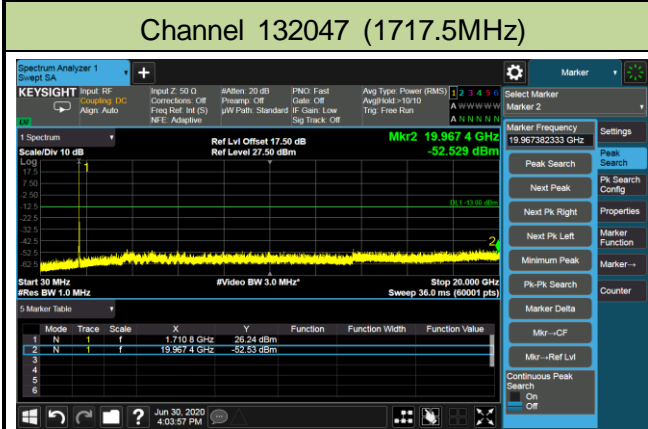 Channel 132047 (1717.5MHz)
Spectrum Analyzer 1
Swept SA
+
Marker
KEYSIGHT
Input: RF
Coupling: DC
Align: Auto
Input Z: 50 Ω
Corrections: Off
Freq Ref: Int (S)
NFE: Adaptive
#Atten: 20 dB
Preamp: Off
µW Path: Standard
PNO: Fast
Gate: Off
IF Gain: Low
Sig Track: Off
Avg Type: Power (RMS)
Avg|Hold:>10/10
Trig: Free Run
1 2 3 4 5 6
A W W W W W
A N N N N N
Select Marker
Marker 2
1 Spectrum
Scale/Div 10 dB
Ref Lvl Offset 17.50 dB
Ref Level 27.50 dBm
Mkr2 19.967 4 GHz
-52.529 dBm
Log
17.5
7.50
-2.50
-12.5
-22.5
-32.5
-42.5
-52.5
-62.5
1
DL1 -13.00 dBm
2
Start 30 MHz
#Res BW 1.0 MHz
#Video BW 3.0 MHz*
Stop 20.000 GHz
Sweep 36.0 ms (60001 pts)
5 Marker Table
Mode Trace Scale X Y Function Function Width Function Value
1 N 1 f 1.710 8 GHz 26.24 dBm
2 N 1 f 19.967 4 GHz -52.53 dBm
3
4
5
6
Marker Frequency
19.967382333 GHz
Peak Search
Next Peak
Next Pk Right
Next Pk Left
Minimum Peak
Pk-Pk Search
Marker Delta
Mkr→CF
Mkr→Ref Lvl
Continuous Peak
Search
On
Off
Settings
Peak
Search
Pk Search
Config
Properties
Marker
Function
Marker→
Counter
?
Jun 30, 2020
4:03:57 PM